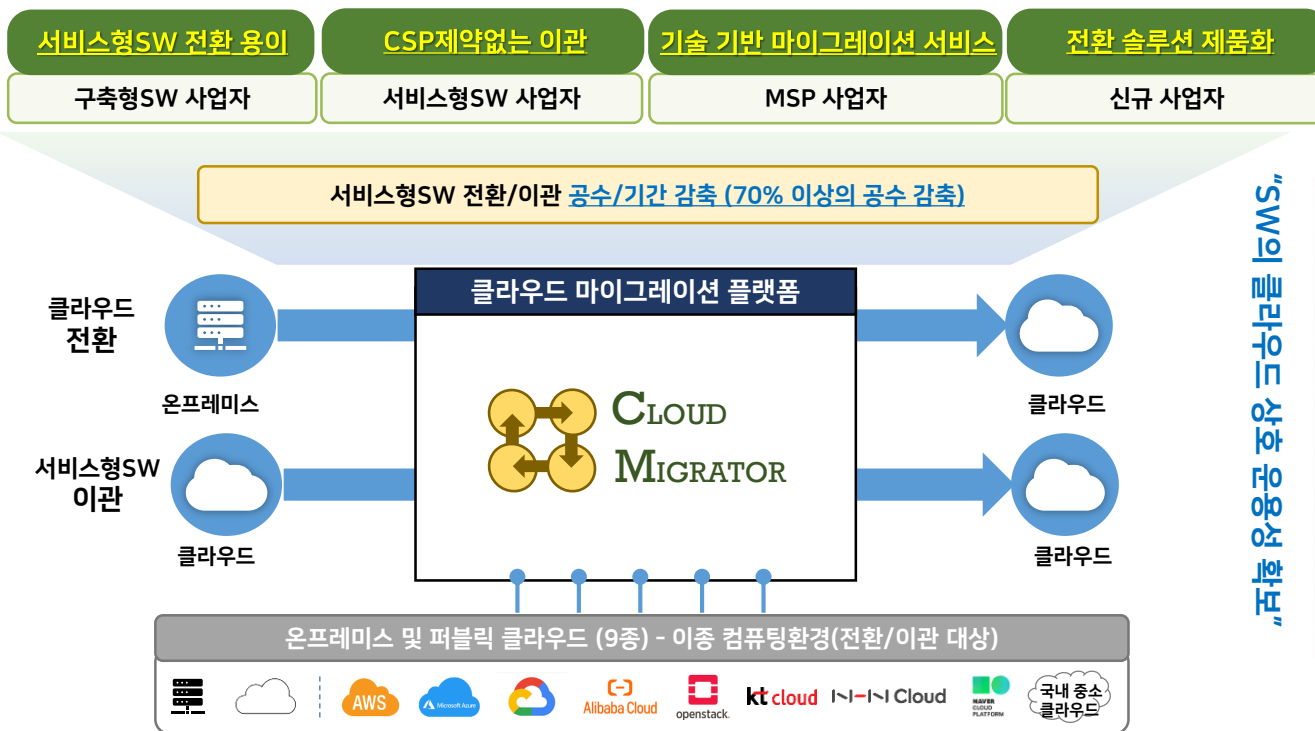 서비스형SW 전환 용이
CSP제약없는 이관
기술 기반 마이그레이션 서비스
전환 솔루션 제품화
구축형SW 사업자
서비스형SW 사업자
MSP 사업자
신규 사업자
서비스형SW 전환/이관 공수/기간 감축 (70% 이상의 공수 감축)
"SW의 클라우드 상호 운용성 확보"
클라우드 마이그레이션 플랫폼
클라우드
전환
온프레미스
CLOUD
MIGRATOR
클라우드
서비스형SW
이관
클라우드
클라우드
온프레미스 및 퍼블릭 클라우드 (9종) - 이종 컴퓨팅환경(전환/이관 대상)
AWS
Microsoft Azure
Alibaba Cloud
openstack.
kt cloud
NHN Cloud
NAVER
CLOUD
PLATFORM
국내 중소
클라우드